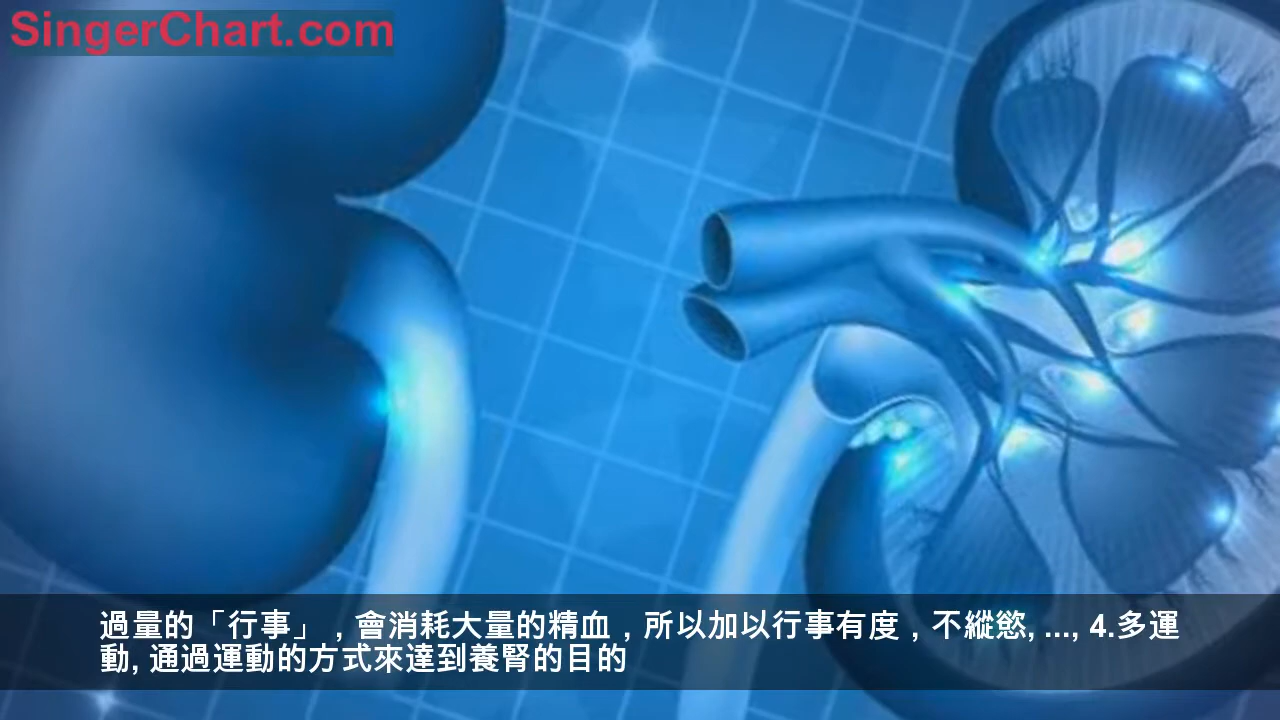 SingerChart.com
過量的「行事」, 會消耗大量的精血, 所以加以行事有度, 不縱慾, ..., 4.多運
動, 通過運動的方式來達到養腎的目的